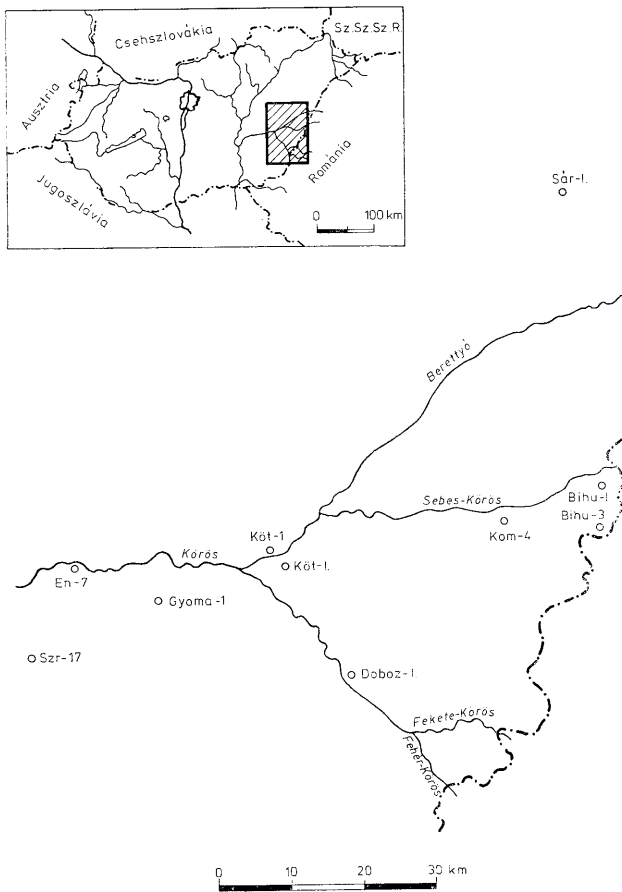 Csehszlovákia
Sz.Sz.Sz.R.
Ausztria
Románia
Jugoszlávia
0 100 km
Sár-I.
Berettyó
Sebes-Körös
Bihu-I
Bihu-3
Kom-4
Köt-1
Körös
Köt-I.
En-7
Gyoma-1
Szr-17
Doboz-I.
Fekete-Körös
Fehér-Körös
0 10 20 30 km